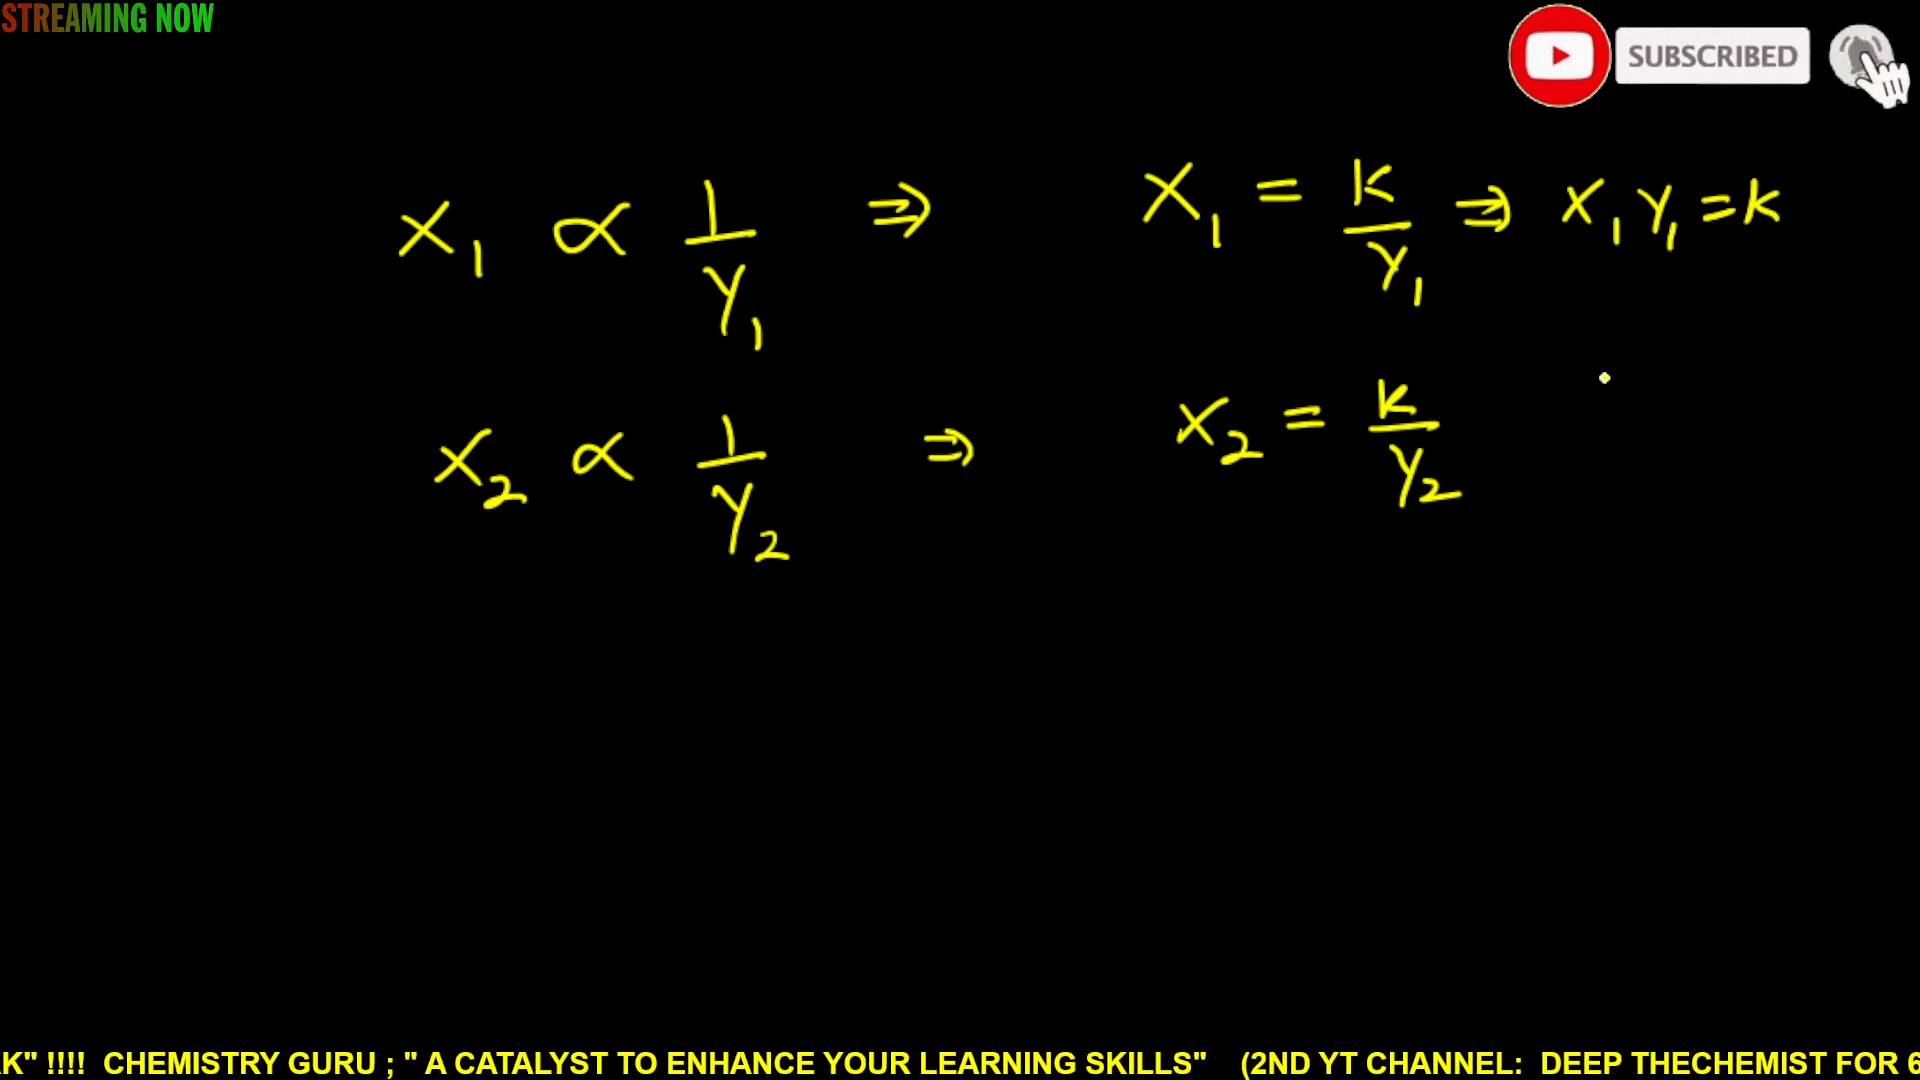 STREAMING NOW
SUBSCRIBED
X₁ ∝ 1/Y₁ ⇒ X₁ = K/Y₁ ⇒ X₁Y₁ = K
X₂ ∝ 1/Y₂ ⇒ X₂ = K/Y₂
K" !!!! CHEMISTRY GURU ; " A CATALYST TO ENHANCE YOUR LEARNING SKILLS" (2ND YT CHANNEL: DEEP THECHEMIST FOR 6